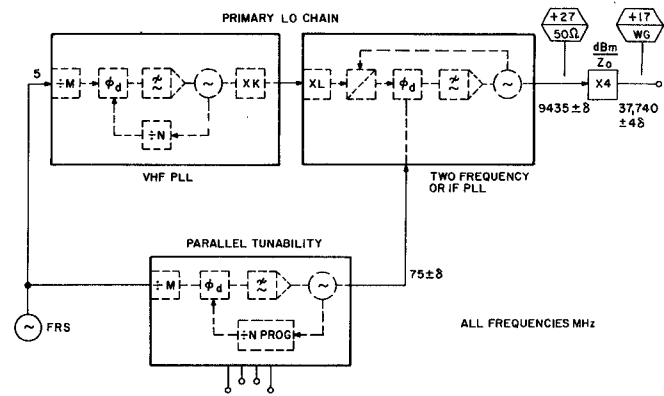 PRIMARY LO CHAIN
+27
50Ω
+17
WG
dBm
Z₀
5
÷M
ϕd
≁
~
XK
÷N
XL
ϕd
≁
~
X4
9435±δ
37,740
±4δ
VHF PLL
TWO FREQUENCY
OR IF PLL
PARALLEL TUNABILITY
÷M
ϕd
≁
~
75±δ
÷N PROG
~ FRS
ALL FREQUENCIES MHz